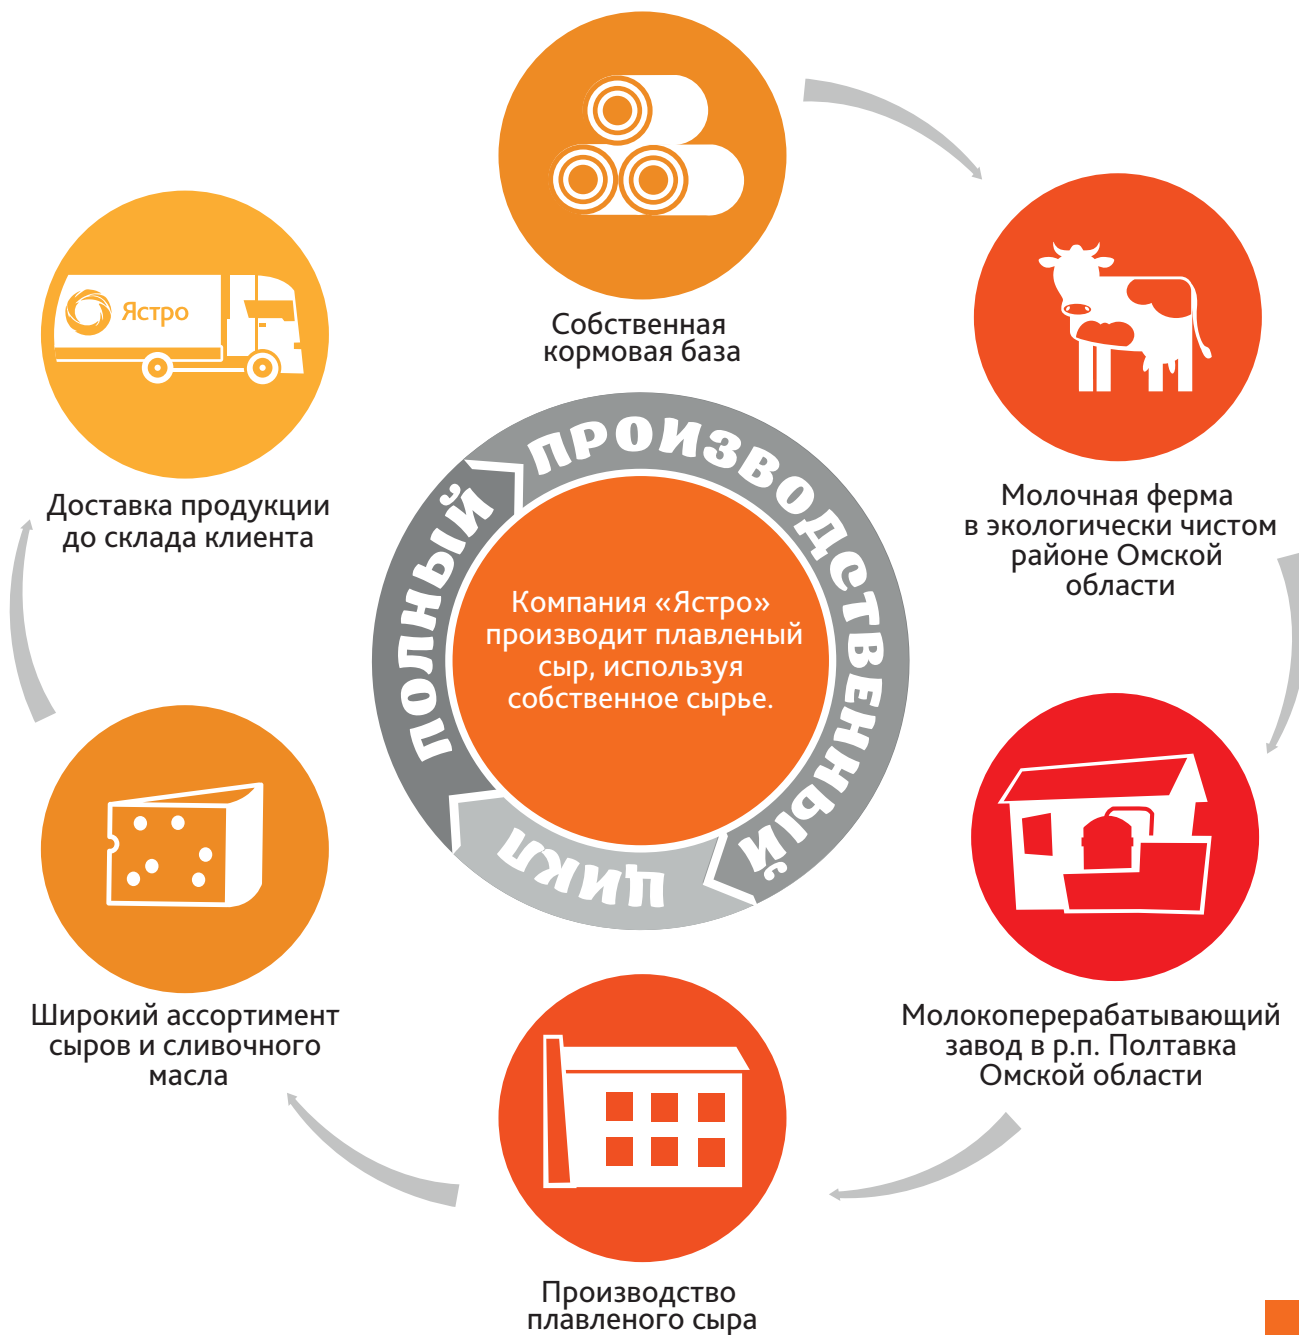 Собственная
кормовая база
Ястро
Молочная ферма
в экологически чистом
районе Омской
области
Доставка продукции
до склада клиента
ПОЛНЫЙ
ПРОИЗВОДСТВЕННЫЙ
ЦИКЛ
Компания «Ястро»
производит плавленый
сыр, используя
собственное сырье.
Молокоперерабатывающий
завод в р.п. Полтавка
Омской области
Широкий ассортимент
сыров и сливочного
масла
Производство
плавленого сыра